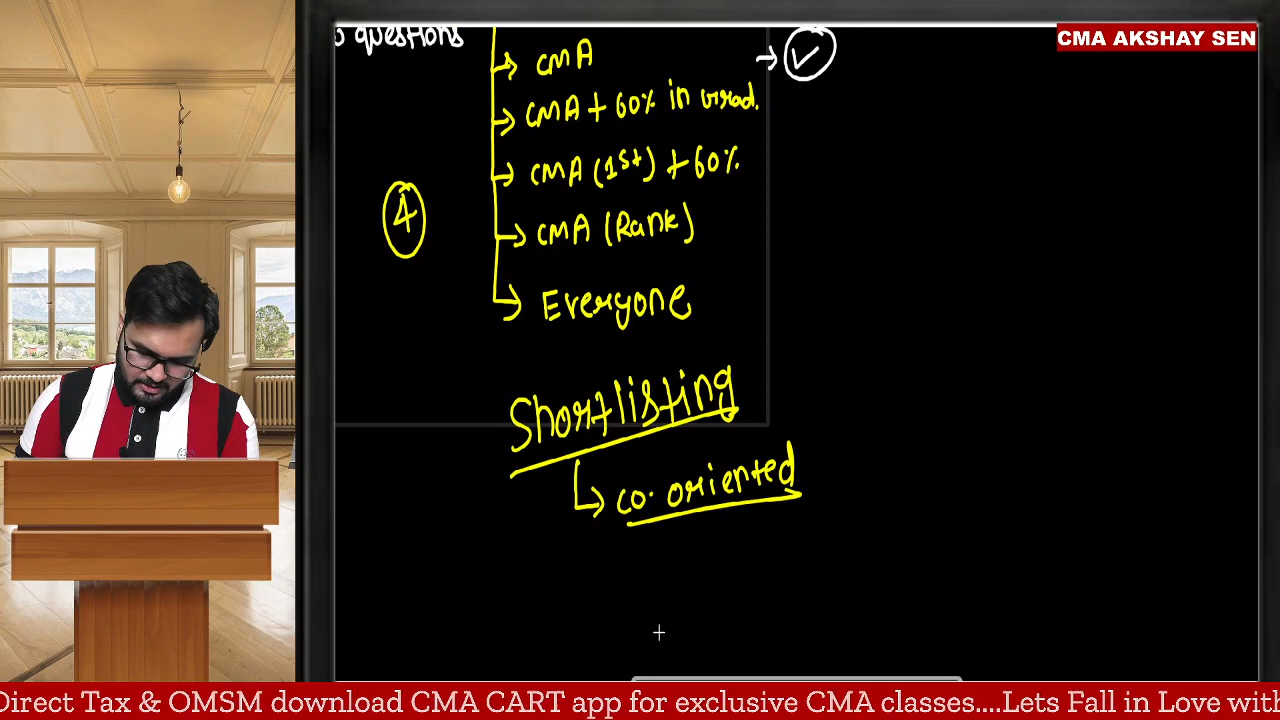 questions
CMA AKSHAY SEN
→ CMA → ✓
→ CMA + 60% in
→ CMA (1st) + 60%
4
→ CMA (Rank)
→ Everyone
Shortlisting
→ co. oriented
Direct Tax & OMSM download CMA CART app for exclusive CMA classes....Lets Fall in Love with